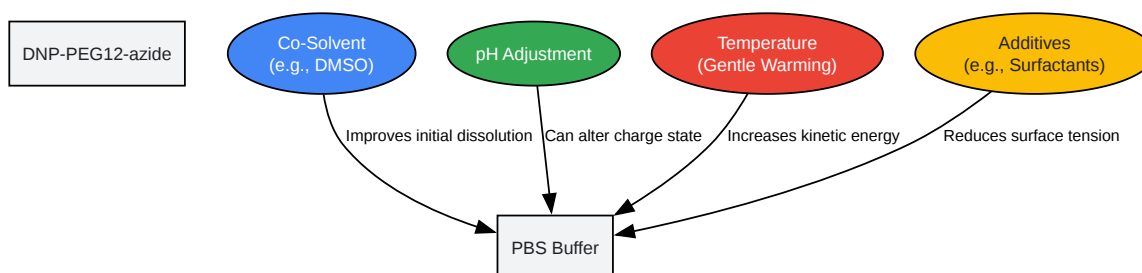 DNP-PEG12-azide
Co-Solvent
(e.g., DMSO)
pH Adjustment
Temperature
(Gentle Warming)
Additives
(e.g., Surfactants)
Improves initial dissolution
Can alter charge state
Increases kinetic energy
Reduces surface tension
PBS Buffer